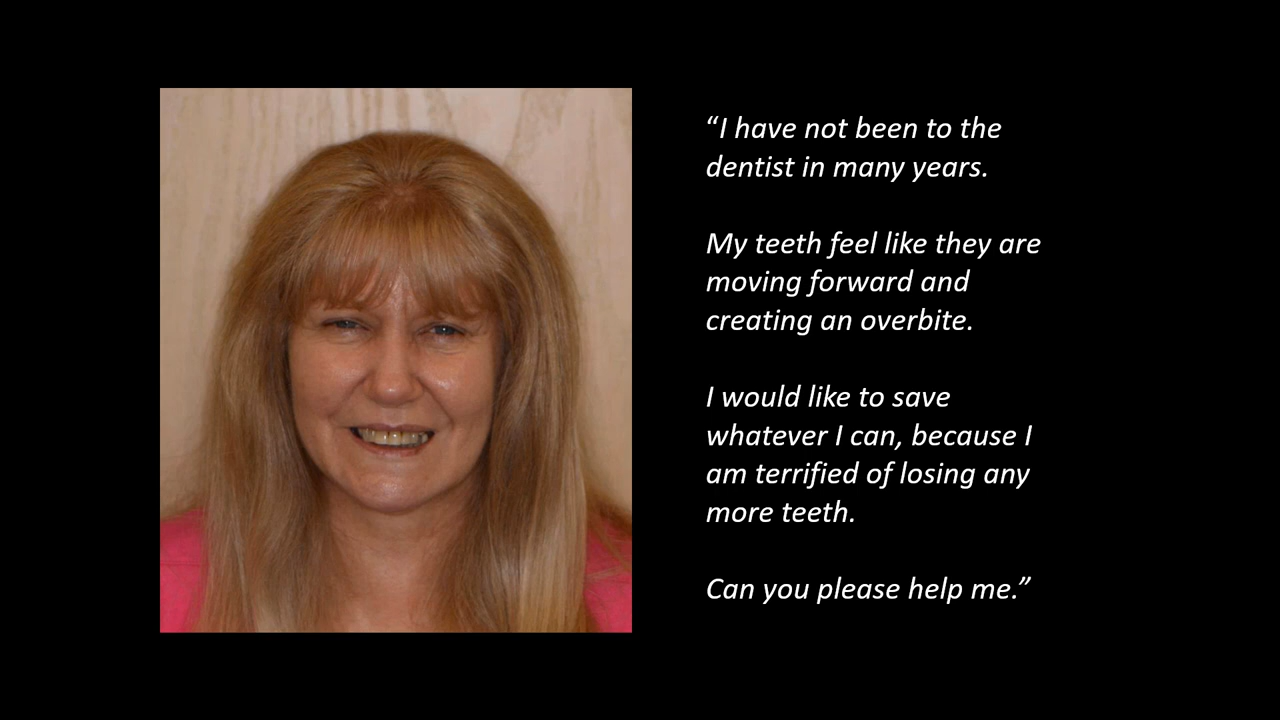 “I have not been to the
dentist in many years.
My teeth feel like they are
moving forward and
creating an overbite.
I would like to save
whatever I can, because I
am terrified of losing any
more teeth.
Can you please help me.”